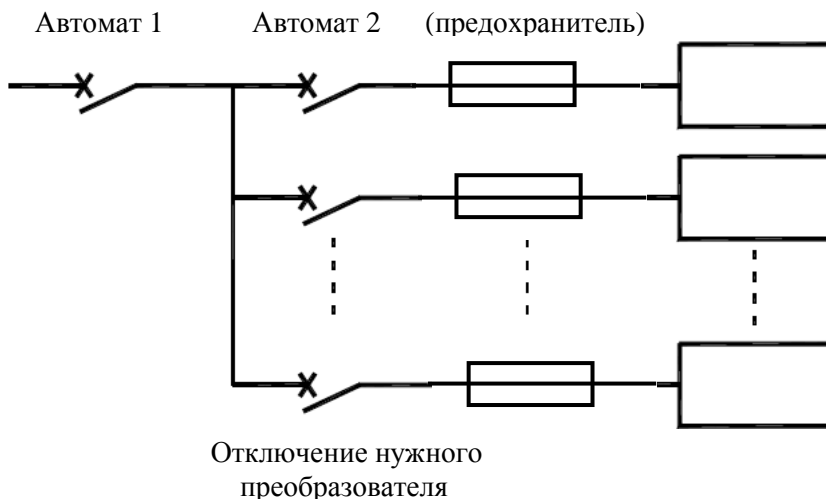 Автомат 1 Автомат 2 (предохранитель)
Отключение нужного
преобразователя